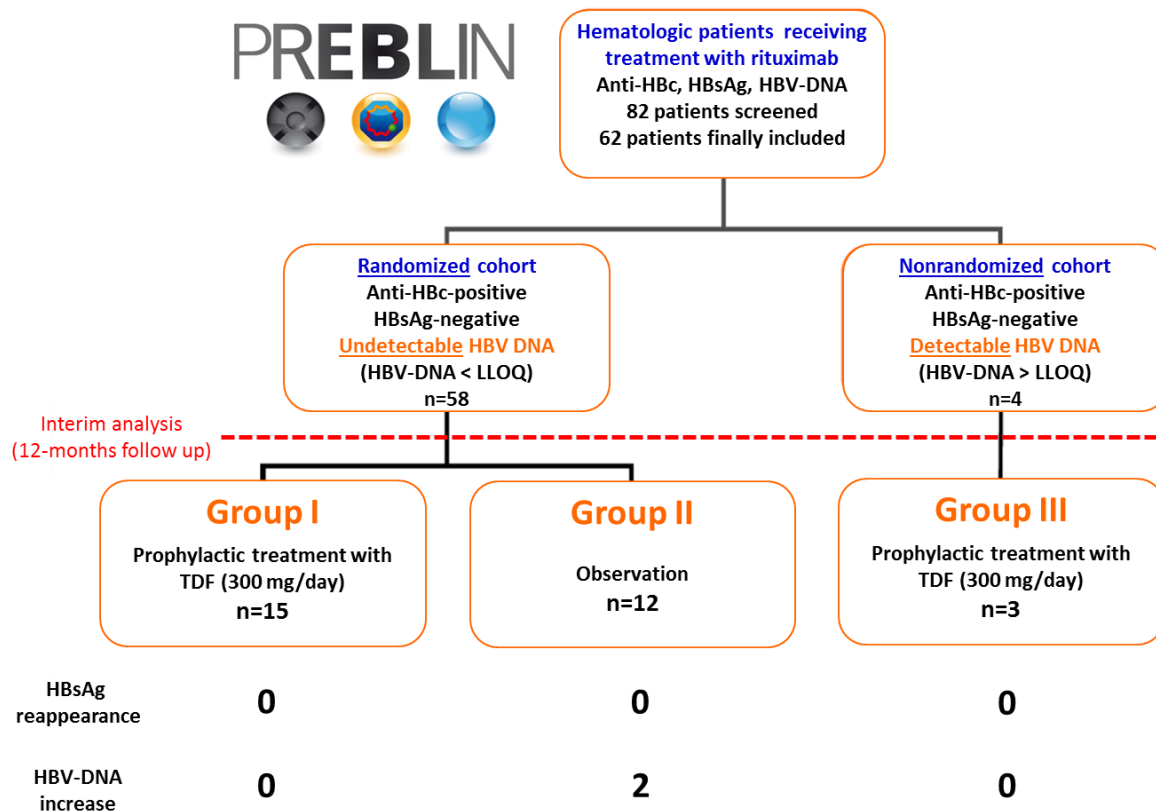 PREBLIN
Hematologic patients receiving
treatment with rituximab
Anti-HBc, HBsAg, HBV-DNA
82 patients screened
62 patients finally included
Randomized cohort
Anti-HBc-positive
HBsAg-negative
Undetectable HBV DNA
(HBV-DNA < LLOQ)
n=58
Nonrandomized cohort
Anti-HBc-positive
HBsAg-negative
Detectable HBV DNA
(HBV-DNA > LLOQ)
n=4
Interim analysis
(12-months follow up)
Group I
Prophylactic treatment with
TDF (300 mg/day)
n=15
Group II
Observation
n=12
Group III
Prophylactic treatment with
TDF (300 mg/day)
n=3
HBsAg
reappearance
0 0 0
HBV-DNA
increase
0 2 0